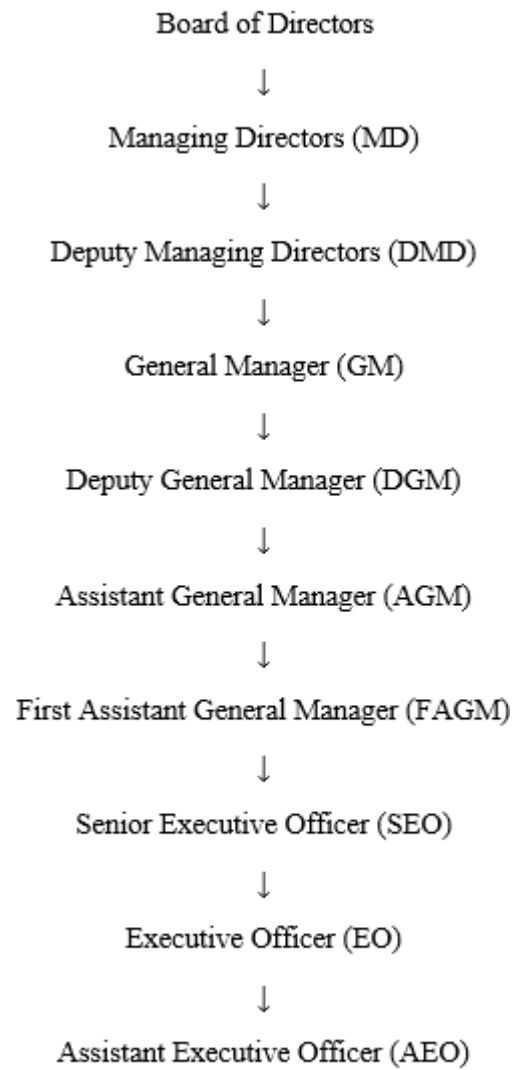 Board of Directors
↓
Managing Directors (MD)
↓
Deputy Managing Directors (DMD)
↓
General Manager (GM)
↓
Deputy General Manager (DGM)
↓
Assistant General Manager (AGM)
↓
First Assistant General Manager (FAGM)
↓
Senior Executive Officer (SEO)
↓
Executive Officer (EO)
↓
Assistant Executive Officer (AEO)